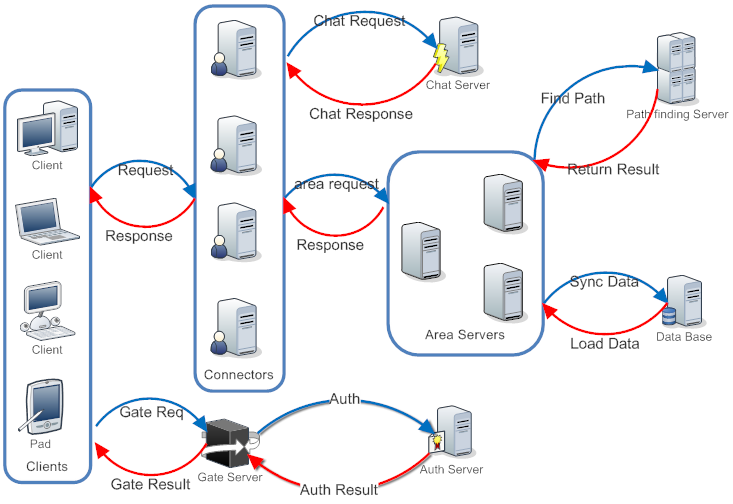 Chat Request
Chat Server
Chat Response
Find Path
Path finding Server
Return Result
Client
Request
Response
area request
Response
Client
Sync Data
Load Data
Data Base
Area Servers
Client
Connectors
Pad
Clients
Gate Req
Gate Server
Gate Result
Auth
Auth Server
Auth Result